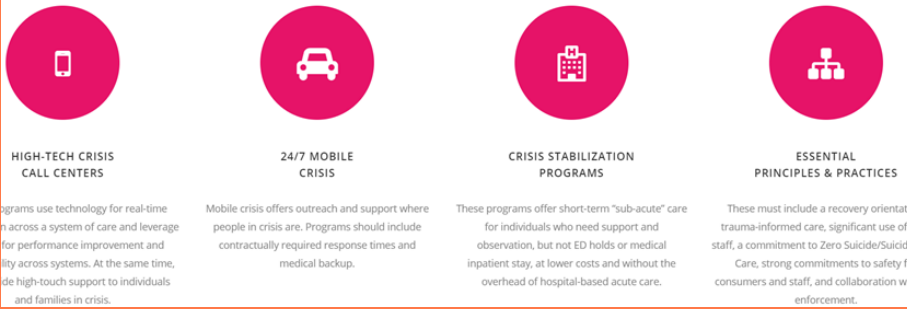 HIGH-TECH CRISIS
CALL CENTERS
ograms use technology for real-time
n across a system of care and leverage
for performance improvement and
lity across systems. At the same time,
de high-touch support to individuals
and families in crisis.
24/7 MOBILE
CRISIS
Mobile crisis offers outreach and support where
people in crisis are. Programs should include
contractually required response times and
medical backup.
CRISIS STABILIZATION
PROGRAMS
These programs offer short-term “sub-acute” care
for individuals who need support and
observation, but not ED holds or medical
inpatient stay, at lower costs and without the
overhead of hospital-based acute care.
ESSENTIAL
PRINCIPLES & PRACTICES
These must include a recovery orientat
trauma-informed care, significant use of
staff, a commitment to Zero Suicide/Suicid
Care, strong commitments to safety f
consumers and staff, and collaboration w
enforcement.